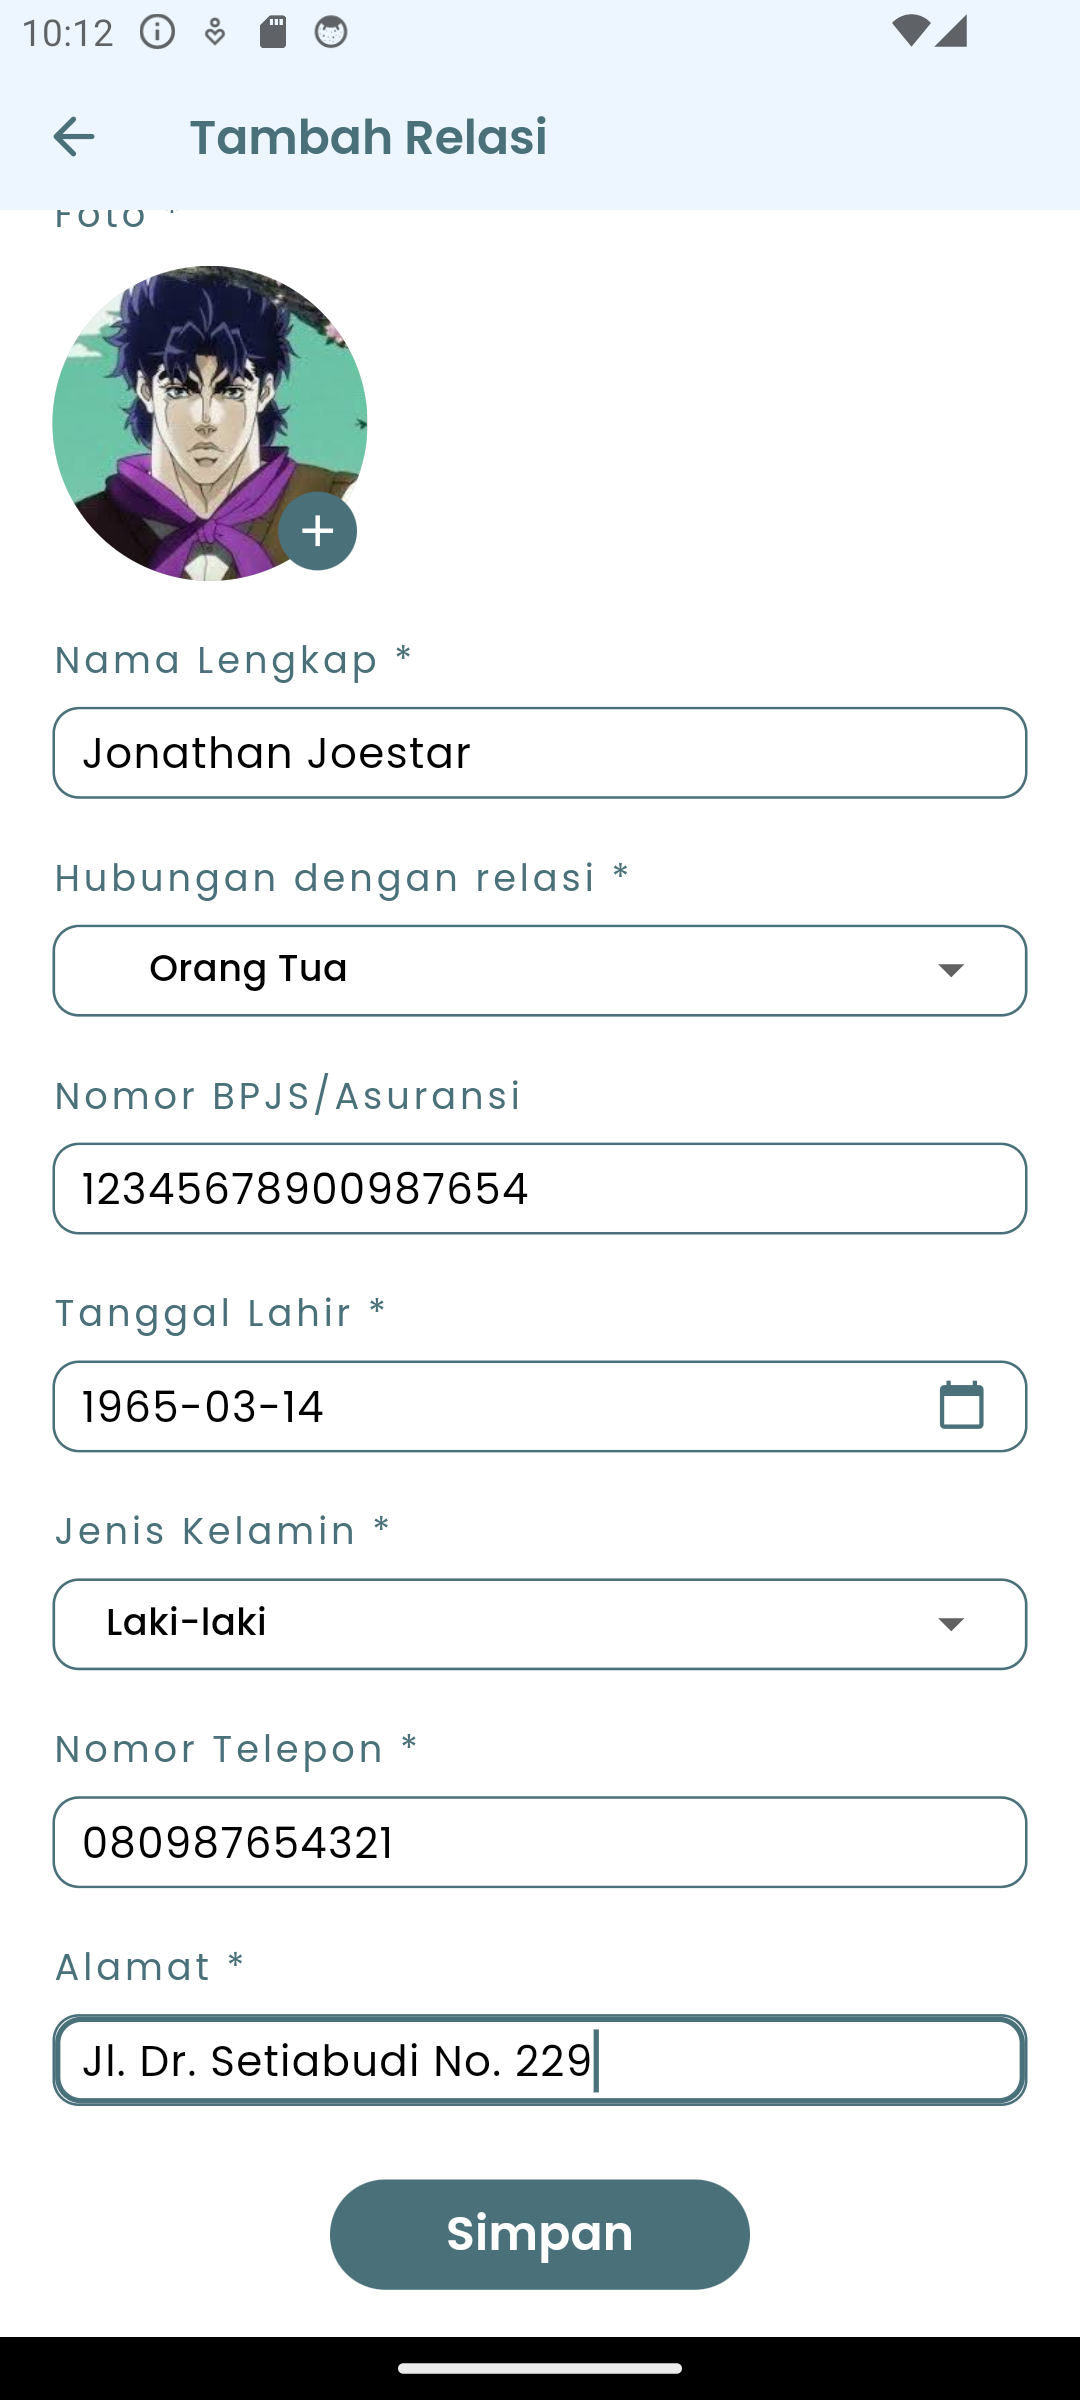 10:12
Tambah Relasi
Foto *
Nama Lengkap *
Jonathan Joestar
Hubungan dengan relasi *
Orang Tua
Nomor BPJS/Asuransi
12345678900987654
Tanggal Lahir *
1965-03-14
Jenis Kelamin *
Laki-laki
Nomor Telepon *
080987654321
Alamat *
Jl. Dr. Setiabudi No. 229
Simpan